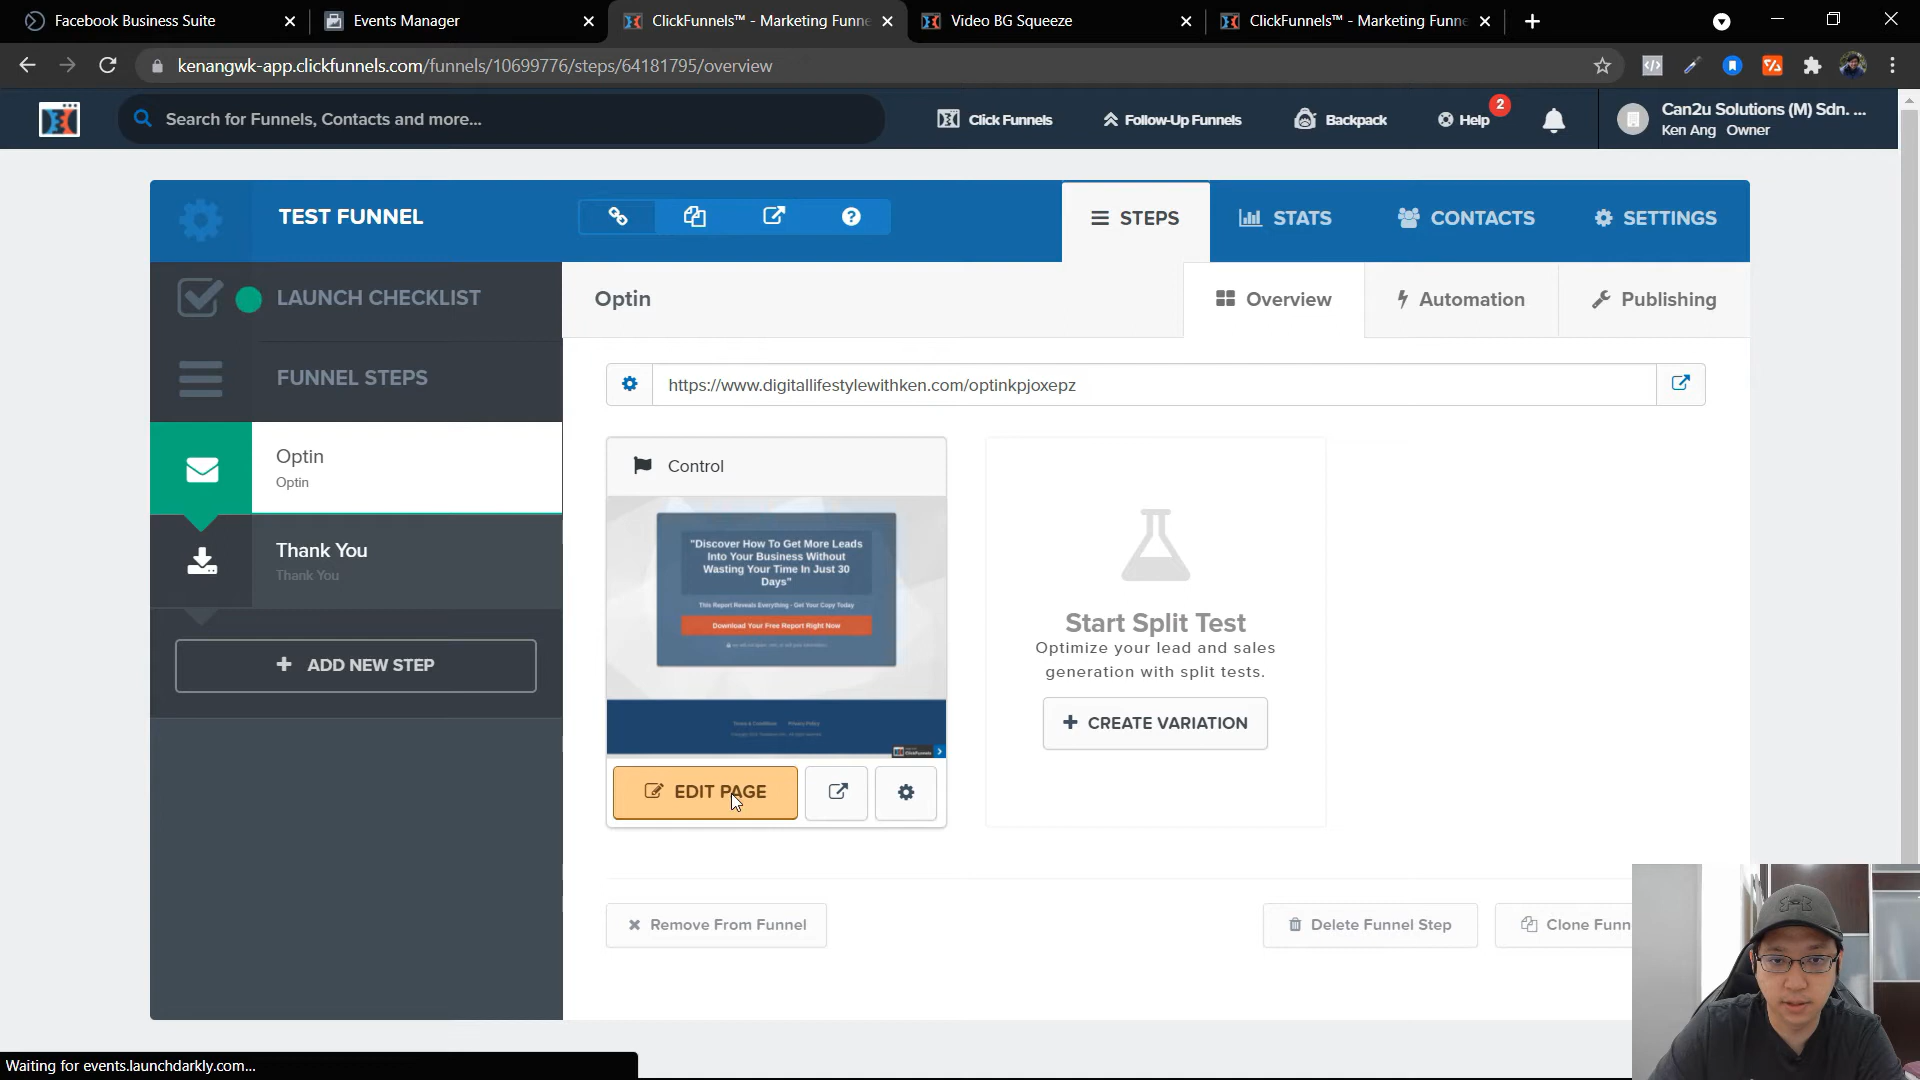 Facebook Business Suite
Events Manager
ClickFunnels™ - Marketing Funne
Video BG Squeeze
ClickFunnels™ - Marketing Funne
kenangwk-app.clickfunnels.com/funnels/10699776/steps/64181795/overview
Search for Funnels, Contacts and more...
Click Funnels
Follow-Up Funnels
Backpack
Help
2
Can2u Solutions (M) Sdn. ...
Ken Ang Owner
TEST FUNNEL
STEPS
STATS
CONTACTS
SETTINGS
LAUNCH CHECKLIST
Optin
Overview
Automation
Publishing
FUNNEL STEPS
https://www.digitallifestylewithken.com/optinkpjoxepz
Optin
Optin
Thank You
Thank You
ADD NEW STEP
Control
"Discover How To Get More Leads
Into Your Business Without
Wasting Your Time In Just 30
Days"
This Report Reveals Everything - Get Your Copy Today
Download Your Free Report Right Now
Terms & Conditions Privacy Policy
ClickFunnels
EDIT PAGE
Start Split Test
Optimize your lead and sales
generation with split tests.
CREATE VARIATION
Remove From Funnel
Delete Funnel Step
Clone Funn
Waiting for events.launchdarkly.com...